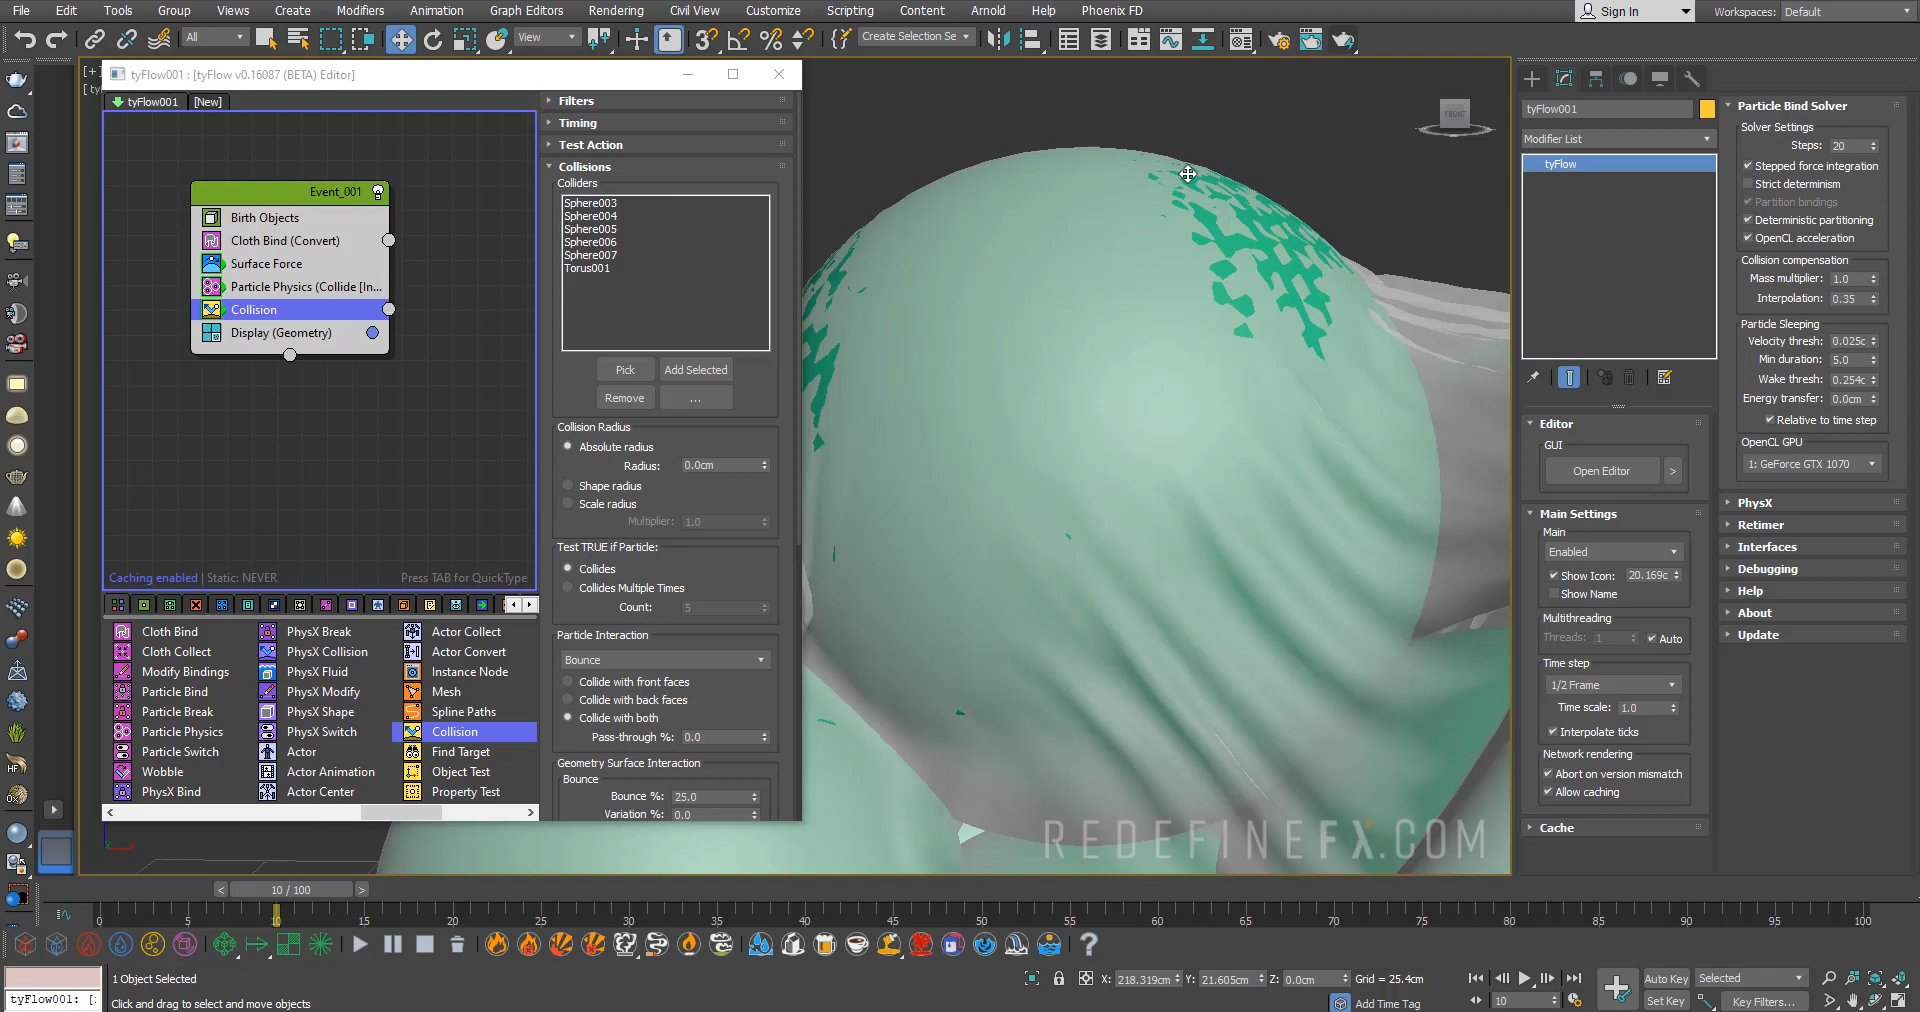 File Edit Tools Group Views Create Modifiers Animation Graph Editors Rendering Civil View Customize Scripting Content Arnold Help Phoenix FD Sign In Workspaces: Default
All View Create Selection Se
tyFlow001 : [tyFlow v0.16087 (BETA) Editor]
tyFlow001 [New]
Event_001
Birth Objects
Cloth Bind (Convert)
Surface Force
Particle Physics (Collide [In...
Collision
Display (Geometry)
Caching enabled | Static: NEVER Press TAB for QuickType
Cloth Bind PhysX Break Actor Collect
Cloth Collect PhysX Collision Actor Convert
Modify Bindings PhysX Fluid Instance Node
Particle Bind PhysX Modify Mesh
Particle Break PhysX Shape Spline Paths
Particle Physics PhysX Switch Collision
Particle Switch Actor Find Target
Wobble Actor Animation Object Test
PhysX Bind Actor Center Property Test
Filters
Timing
Test Action
Collisions
Colliders
Sphere003
Sphere004
Sphere005
Sphere006
Sphere007
Torus001
Pick Add Selected
Remove ...
Collision Radius
Absolute radius
Radius: 0.0cm
Shape radius
Scale radius
Multiplier: 1.0
Test TRUE if Particle:
Collides
Collides Multiple Times
Count: 5
Particle Interaction
Bounce
Collide with front faces
Collide with back faces
Collide with both
Pass-through %: 0.0
Geometry Surface Interaction
Bounce
Bounce %: 25.0
Variation %: 0.0
FRONT
REDEFINEFX.COM
tyFlow001
Modifier List
tyFlow
Editor
GUI
Open Editor >
Main Settings
Main
Enabled
Show Icon: 20.169c
Show Name
Multithreading
Threads: 1 Auto
Time step
1/2 Frame
Time scale: 1.0
Interpolate ticks
Network rendering
Abort on version mismatch
Allow caching
Cache
Particle Bind Solver
Solver Settings
Steps: 20
Stepped force integration
Strict determinism
Partition bindings
Deterministic partitioning
OpenCL acceleration
Collision compensation
Mass multiplier: 1.0
Interpolation: 0.35
Particle Sleeping
Velocity thresh: 0.025c
Min duration: 5.0
Wake thresh: 0.254c
Energy transfer: 0.0cm
Relative to time step
OpenCL GPU
1: GeForce GTX 1070
PhysX
Retimer
Interfaces
Debugging
Help
About
Update
< 10 / 100 >
0 5 10 15 20 25 30 35 40 45 50 55 60 65 70 75 80 85 90 95 100
1 Object Selected
X: 218.319cm Y: 21.605cm Z: 0.0cm Grid = 25.4cm
Auto Key Selected
tyFlow001: [:
Click and drag to select and move objects
Add Time Tag
10
Set Key Key Filters...